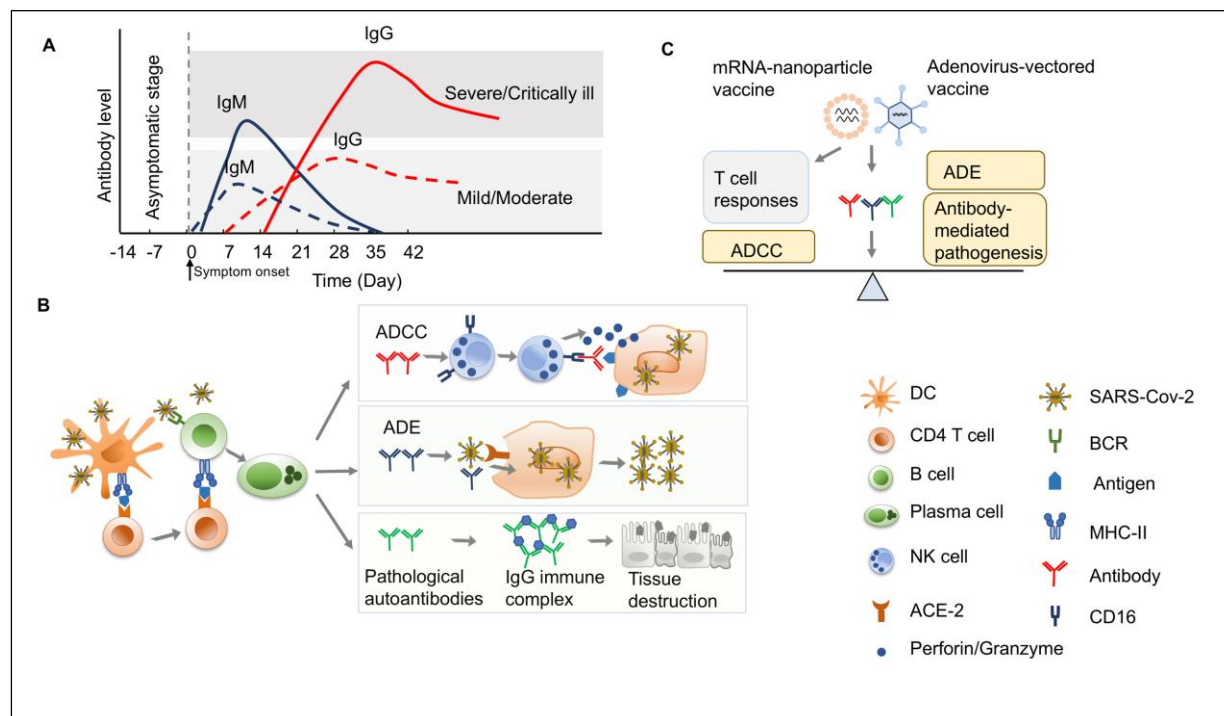 A
IgG
Severe/Critically ill
IgM
IgG
IgM
Mild/Moderate
Antibody level
Asymptomatic stage
-14 -7 0 7 14 21 28 35 42
Symptom onset
Time (Day)
C
mRNA-nanoparticle
vaccine
Adenovirus-vectored
vaccine
T cell
responses
ADE
Antibody-
mediated
pathogenesis
ADCC
B
ADCC
ADE
Pathological
autoantibodies
IgG immune
complex
Tissue
destruction
DC
CD4 T cell
B cell
Plasma cell
NK cell
ACE-2
Perforin/Granzyme
SARS-Cov-2
BCR
Antigen
MHC-II
Antibody
CD16